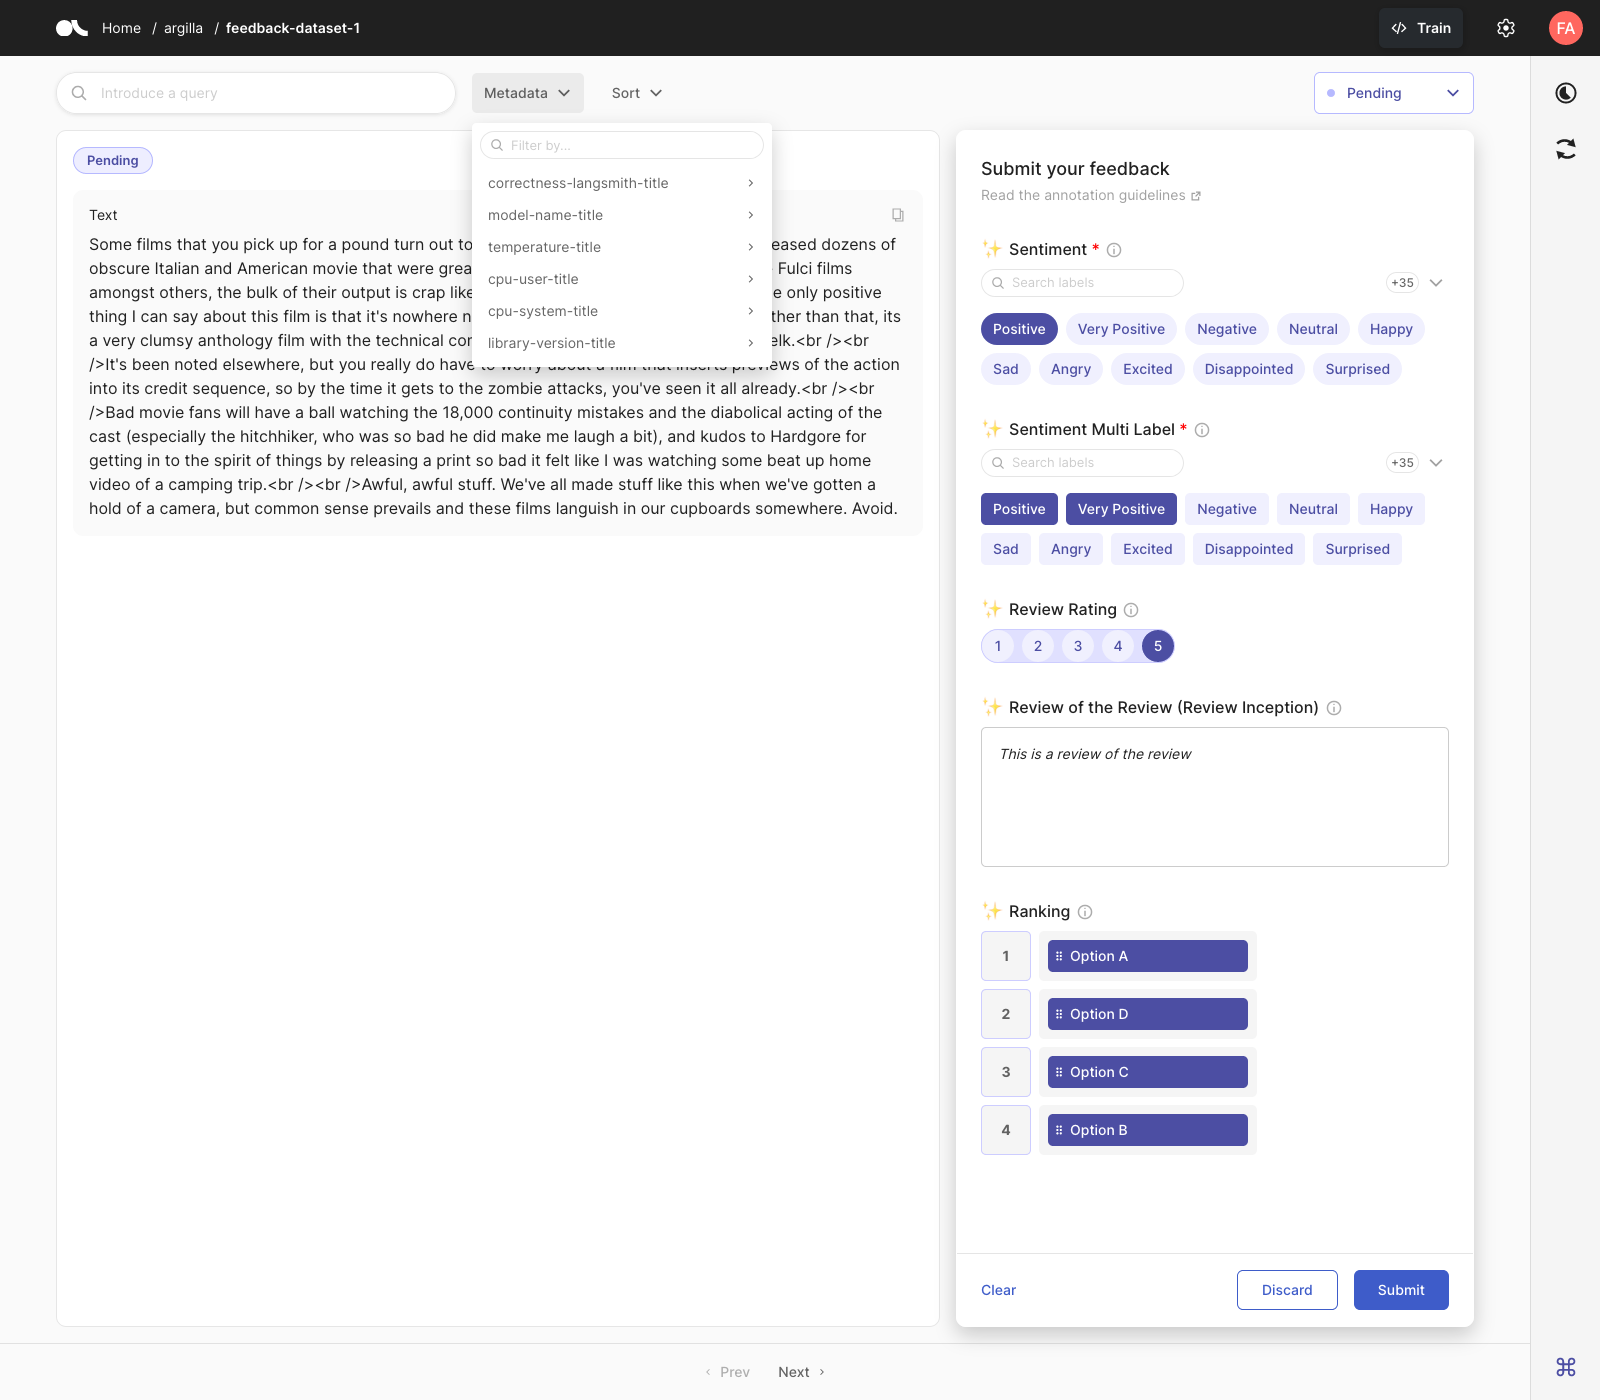 Home / argilla / feedback-dataset-1
Train
FA
Introduce a query
Metadata
Sort
Pending
Pending
Filter by...
correctness-langsmith-title
model-name-title
temperature-title
cpu-user-title
cpu-system-title
library-version-title
Text
Some films that you pick up for a pound turn out to eased dozens of
obscure Italian and American movie that were grea Fulci films
amongst others, the bulk of their output is crap like e only positive
thing I can say about this film is that it's nowhere n ther than that, its
a very clumsy anthology film with the technical con elk.<br /><br
/>It's been noted elsewhere, but you really do have to worry about a film that inserts previews of the action
into its credit sequence, so by the time it gets to the zombie attacks, you've seen it all already.<br /><br
/>Bad movie fans will have a ball watching the 18,000 continuity mistakes and the diabolical acting of the
cast (especially the hitchhiker, who was so bad he did make me laugh a bit), and kudos to Hardgore for
getting in to the spirit of things by releasing a print so bad it felt like I was watching some beat up home
video of a camping trip.<br /><br />Awful, awful stuff. We've all made stuff like this when we've gotten a
hold of a camera, but common sense prevails and these films languish in our cupboards somewhere. Avoid.
Submit your feedback
Read the annotation guidelines
✨ Sentiment *
Search labels
+35
Positive Very Positive Negative Neutral Happy
Sad Angry Excited Disappointed Surprised
✨ Sentiment Multi Label *
Search labels
+35
Positive Very Positive Negative Neutral Happy
Sad Angry Excited Disappointed Surprised
✨ Review Rating
1 2 3 4 5
✨ Review of the Review (Review Inception)
This is a review of the review
✨ Ranking
1 Option A
2 Option D
3 Option C
4 Option B
Clear
Discard
Submit
Prev
Next